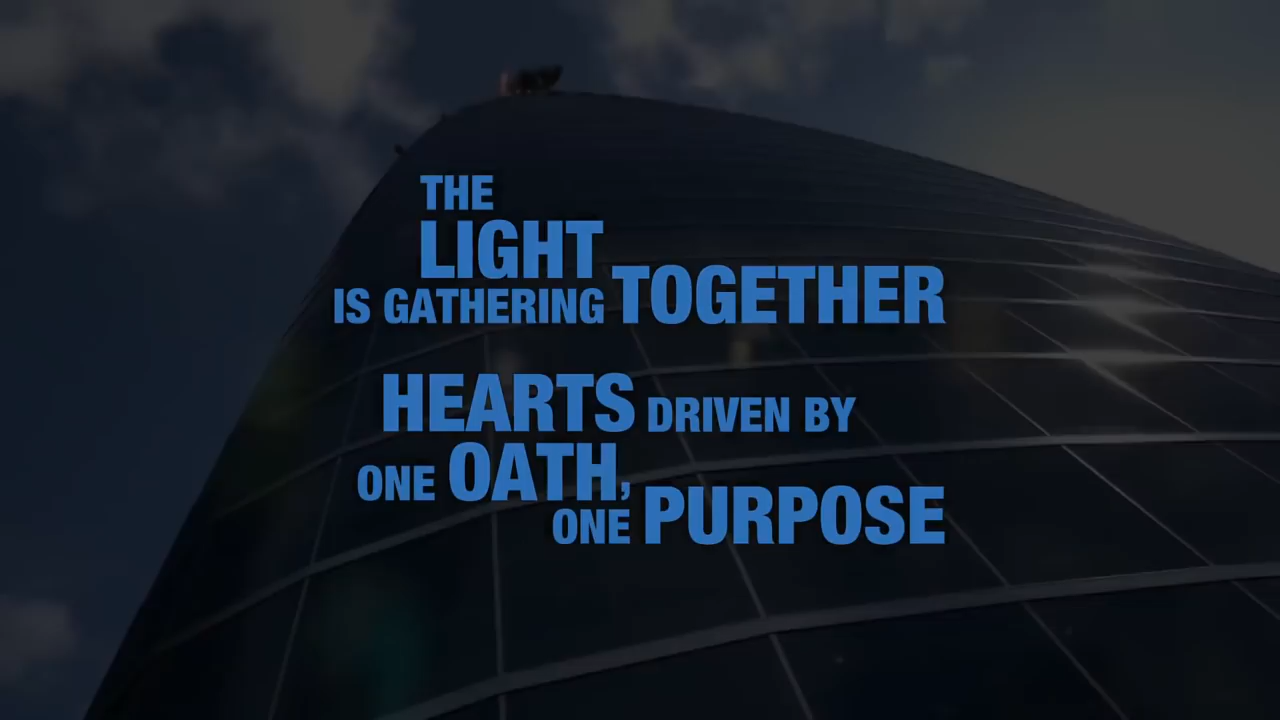 THE
LIGHT
IS GATHERING TOGETHER
HEARTS DRIVEN BY
ONE OATH,
ONE PURPOSE